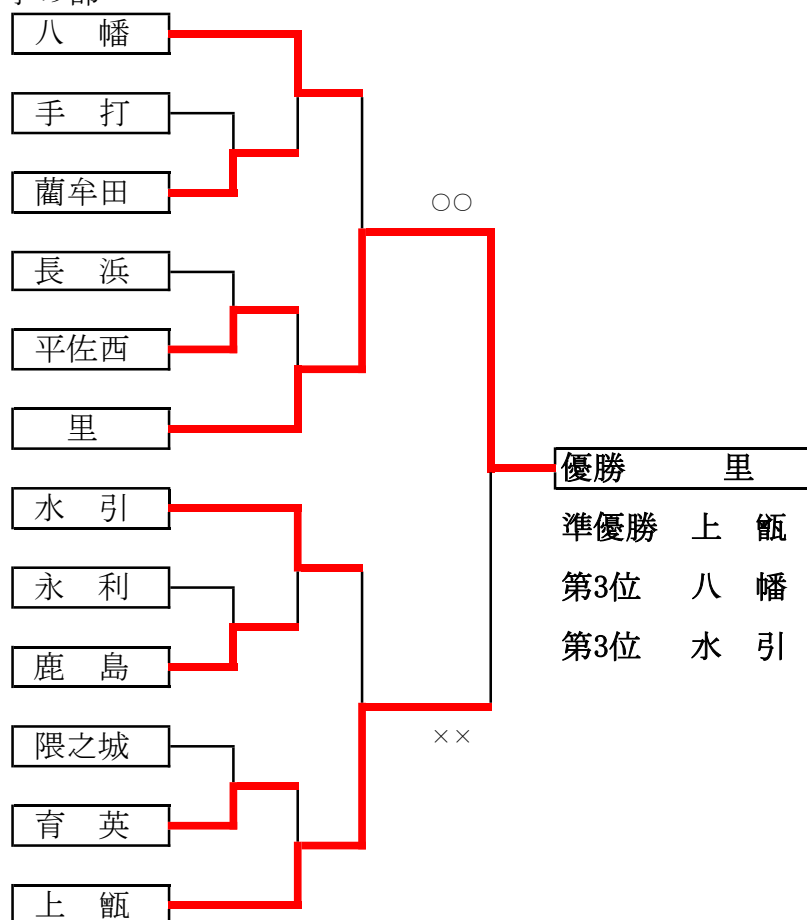 八　幡
手　打
藺牟田
○○
長　浜
平佐西
里
優勝　　　里
水　引
準優勝　上　甑
永　利
第3位　八　幡
鹿　島
第3位　水　引
隈之城
××
育　英
上　甑